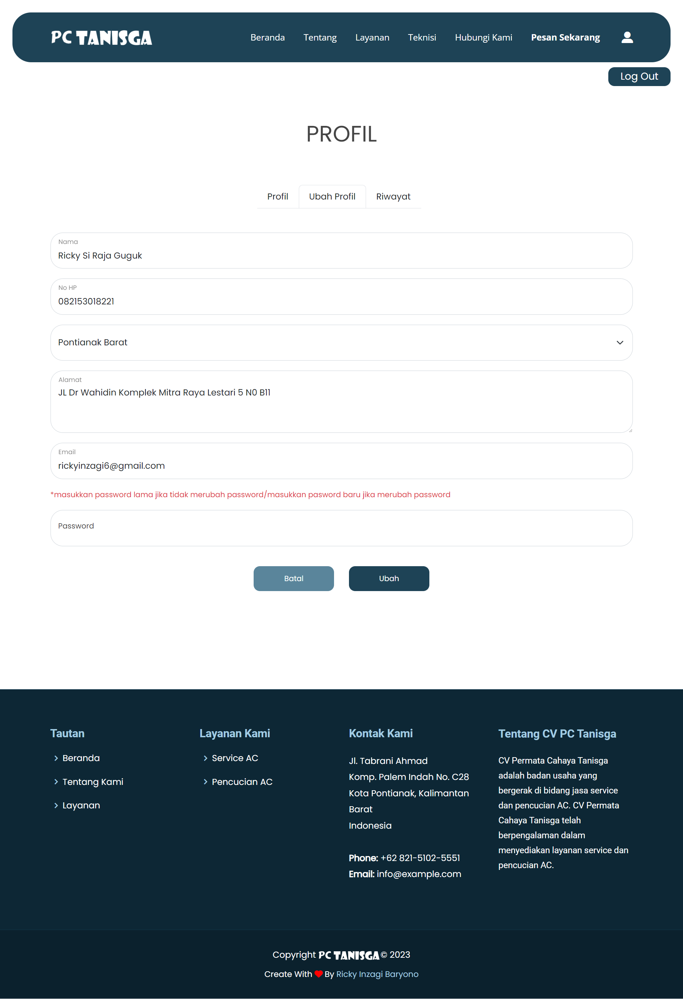 PC TANISGA
Beranda Tentang Layanan Teknisi Hubungi Kami Pesan Sekarang
Log Out
PROFIL
Profil Ubah Profil Riwayat
Nama
Ricky Si Raja Guguk
No HP
082153018221
Pontianak Barat
Alamat
JL Dr Wahidin Komplek Mitra Raya Lestari 5 N0 B11
Email
rickyinzagi6@gmail.com
*masukkan password lama jika tidak merubah password/masukkan pasword baru jika merubah password
Password
Batal Ubah
Tautan
Beranda
Tentang Kami
Layanan
Layanan Kami
Service AC
Pencucian AC
Kontak Kami
Jl. Tabrani Ahmad
Komp. Palem Indah No. C28
Kota Pontianak, Kalimantan
Barat
Indonesia
Phone: +62 821-5102-5551
Email: info@example.com
Tentang CV PC Tanisga
CV Permata Cahaya Tanisga
adalah badan usaha yang
bergerak di bidang jasa service
dan pencucian AC. CV Permata
Cahaya Tanisga telah
berpengalaman dalam
menyediakan layanan service dan
pencucian AC.
Copyright PC TANISGA © 2023
Create With ❤ By Ricky Inzagi Baryono